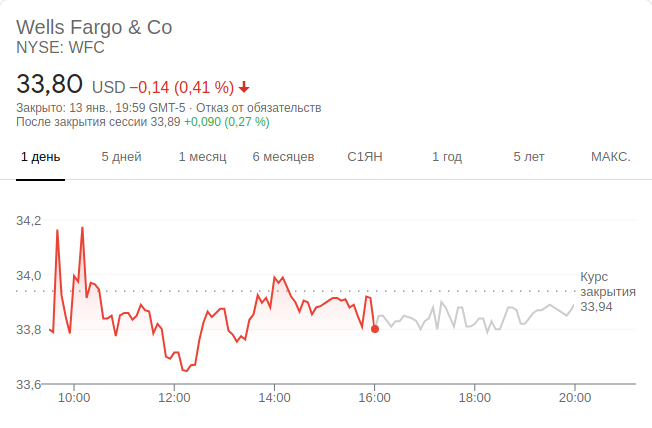 Wells Fargo & Co
NYSE: WFC
33,80 USD −0,14 (0,41 %)
Закрыто: 13 янв., 19:59 GMT-5 · Отказ от обязательств
После закрытия сессии 33,89 +0,090 (0,27 %)
1 день 5 дней 1 месяц 6 месяцев С1ЯН 1 год 5 лет МАКС.
34,2
34,0
Курс
закрытия
33,94
33,8
33,6
10:00 12:00 14:00 16:00 18:00 20:00